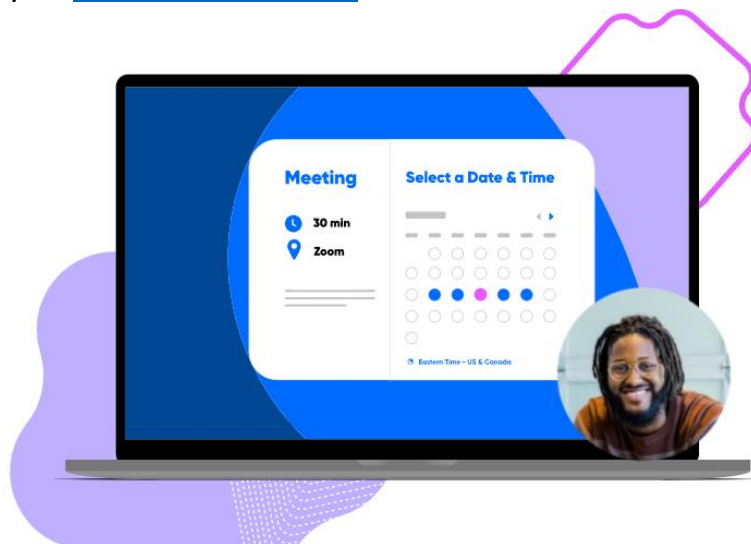 Meeting
30 min
Zoom
Select a Date & Time
Eastern Time - US & Canada